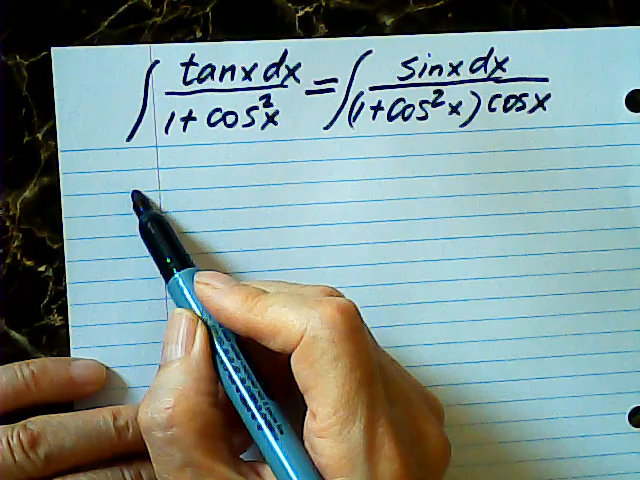 ∫ tanx dx / 1 + cos²x = ∫ sinx dx / (1+cos²x) cosx